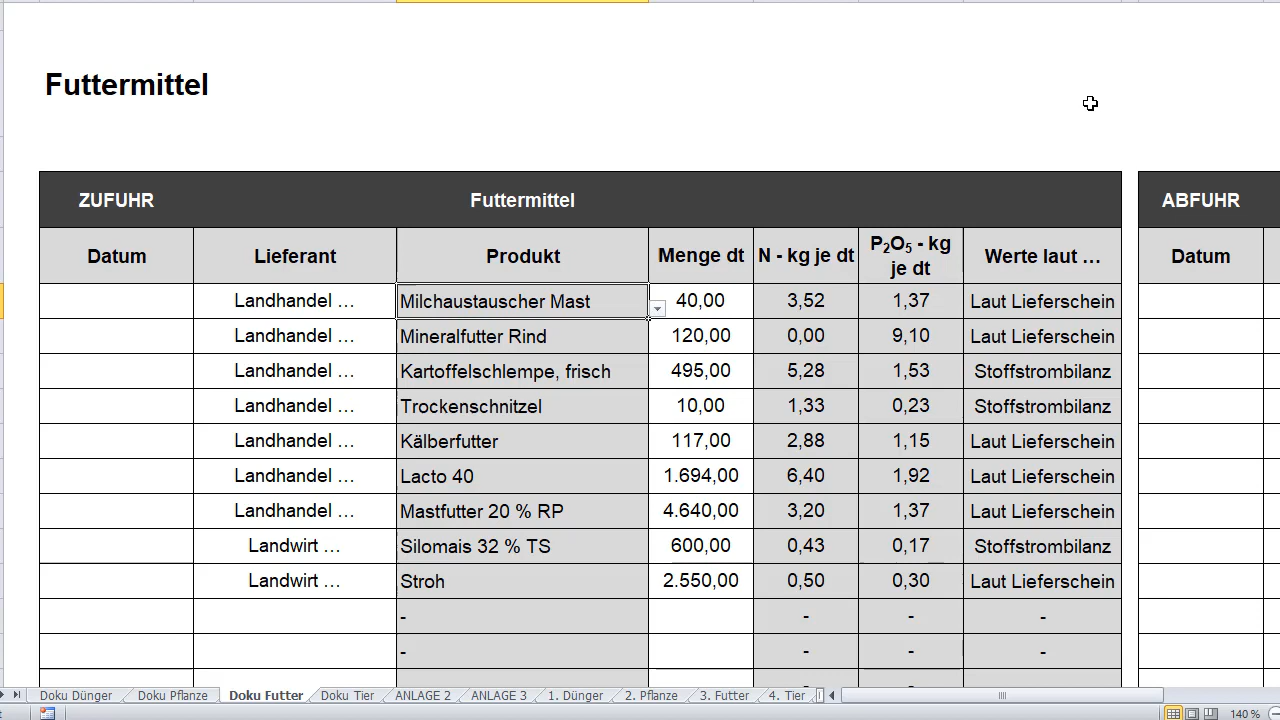 Futtermittel
ZUFUHR Futtermittel ABFUHR
Datum Lieferant Produkt Menge dt N - kg je dt P₂O₅ - kg je dt Werte laut … Datum
Landhandel … Milchaustauscher Mast 40,00 3,52 1,37 Laut Lieferschein
Landhandel … Mineralfutter Rind 120,00 0,00 9,10 Laut Lieferschein
Landhandel … Kartoffelschlempe, frisch 495,00 5,28 1,53 Stoffstrombilanz
Landhandel … Trockenschnitzel 10,00 1,33 0,23 Stoffstrombilanz
Landhandel … Kälberfutter 117,00 2,88 1,15 Laut Lieferschein
Landhandel … Lacto 40 1.694,00 6,40 1,92 Laut Lieferschein
Landhandel … Mastfutter 20 % RP 4.640,00 3,20 1,37 Laut Lieferschein
Landwirt … Silomais 32 % TS 600,00 0,43 0,17 Stoffstrombilanz
Landwirt … Stroh 2.550,00 0,50 0,30 Laut Lieferschein
- - - -
- - - -
Doku Dünger Doku Pflanze Doku Futter Doku Tier ANLAGE 2 ANLAGE 3 1. Dünger 2. Pflanze 3. Futter 4. Tier
140 %